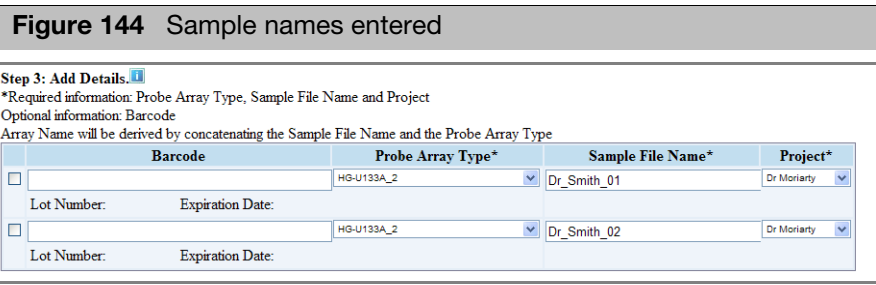 Figure 144 Sample names entered
Step 3: Add Details.
*Required information: Probe Array Type, Sample File Name and Project
Optional information: Barcode
Array Name will be derived by concatenating the Sample File Name and the Probe Array Type
Barcode Probe Array Type* Sample File Name* Project*
HG-U133A_2 Dr_Smith_01 Dr Moriarty
Lot Number: Expiration Date:
HG-U133A_2 Dr_Smith_02 Dr Moriarty
Lot Number: Expiration Date: